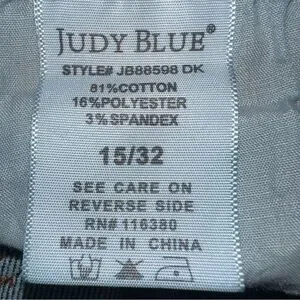 JUDY BLUE®
STYLE# JB88598 DK
81%COTTON
16%POLYESTER
3%SPANDEX
15/32
SEE CARE ON
REVERSE SIDE
RN# 116380
MADE IN CHINA